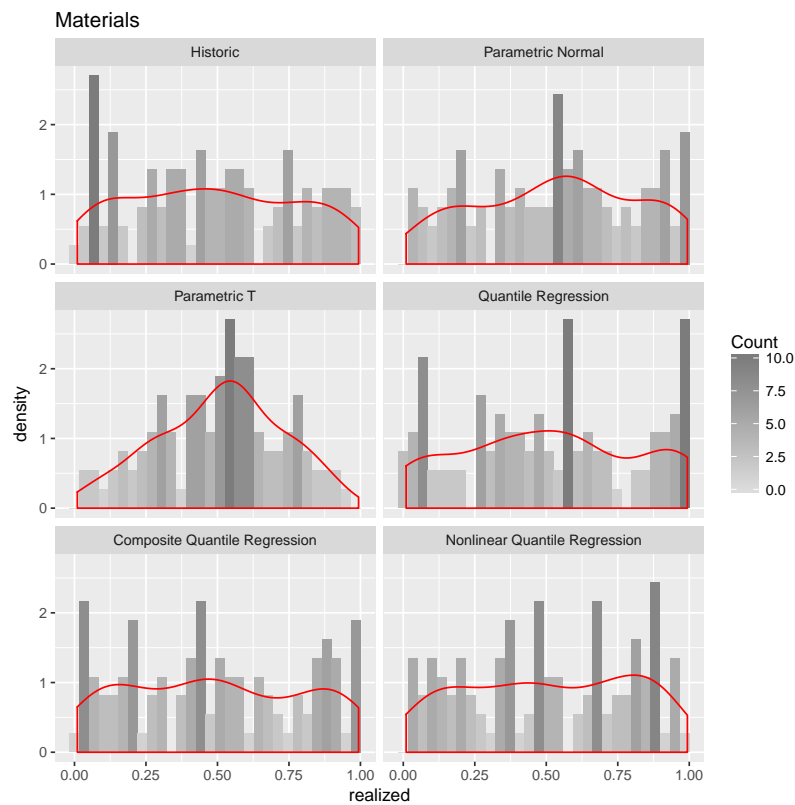 Materials
Historic
Parametric Normal
2
1
0
Parametric T
Quantile Regression
2
1
0
density
Count
10.0
7.5
5.0
2.5
0.0
Composite Quantile Regression
Nonlinear Quantile Regression
2
1
0
0.00 0.25 0.50 0.75 1.00
0.00 0.25 0.50 0.75 1.00
realized